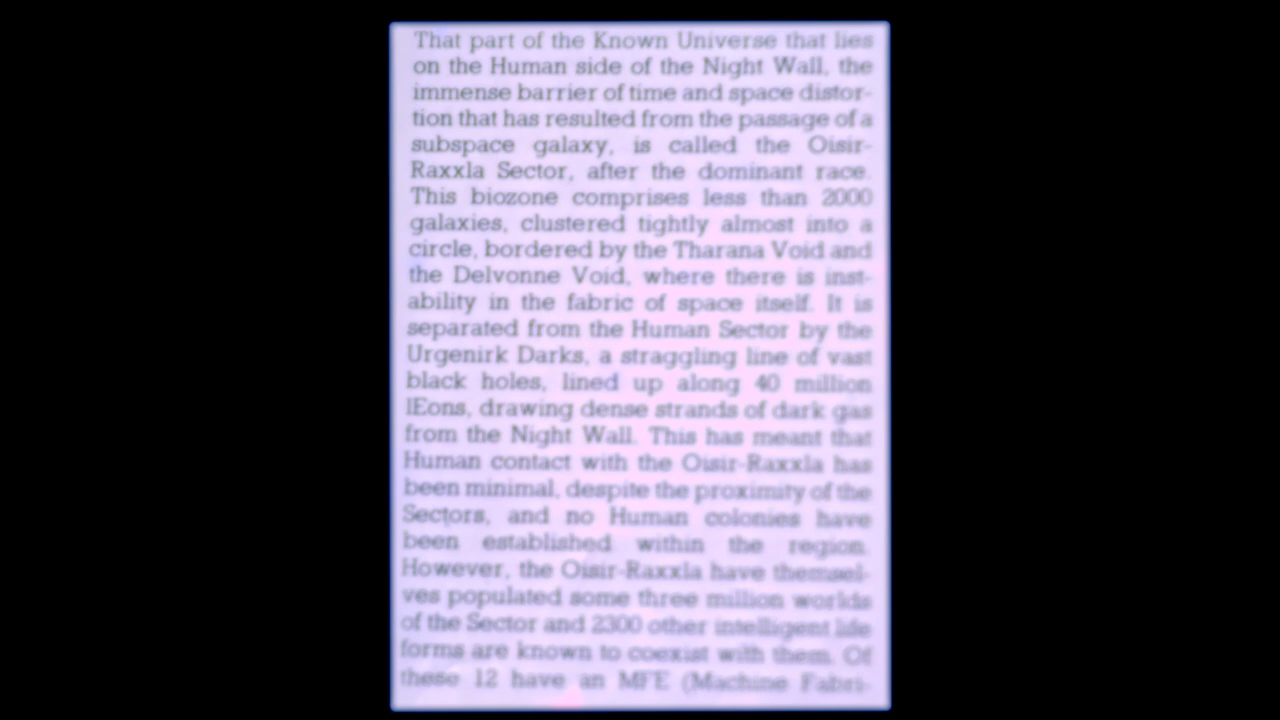 That part of the Known Universe that lies
on the Human side of the Night Wall, the
immense barrier of time and space distor-
tion that has resulted from the passage of a
subspace galaxy, is called the Oisir-
Raxxla Sector, after the dominant race.
This biozone comprises less than 2000
galaxies, clustered tightly almost into a
circle, bordered by the Tharana Void and
the Delvonne Void, where there is inst-
ability in the fabric of space itself. It is
separated from the Human Sector by the
Urgenirk Darks, a straggling line of vast
black holes, lined up along 40 million
lEons, drawing dense strands of dark gas
from the Night Wall. This has meant that
Human contact with the Oisir-Raxxla has
been minimal, despite the proximity of the
Sectors, and no Human colonies have
been established within the region.
However, the Oisir-Raxxla have themsel-
ves populated some three million worlds
of the Sector and 2300 other intelligent life
forms are known to coexist with them. Of
these 12 have an MFE (Machine Fabri-